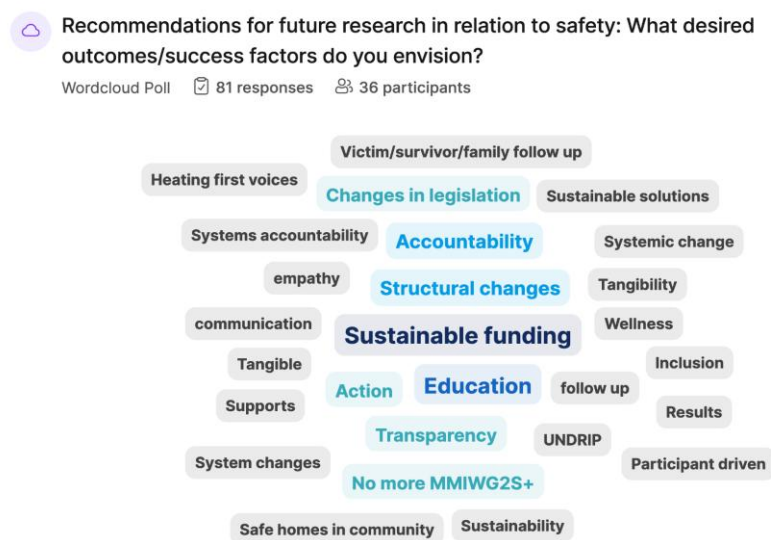 Recommendations for future research in relation to safety: What desired
outcomes/success factors do you envision?
Wordcloud Poll 81 responses 36 participants
Victim/survivor/family follow up
Heating first voices
Changes in legislation
Sustainable solutions
Systems accountability
Accountability
Systemic change
empathy
Structural changes
Tangibility
communication
Sustainable funding
Wellness
Tangible
Inclusion
Action
Education
follow up
Supports
Results
Transparency
UNDRIP
System changes
Participant driven
No more MMIWG2S+
Safe homes in community
Sustainability